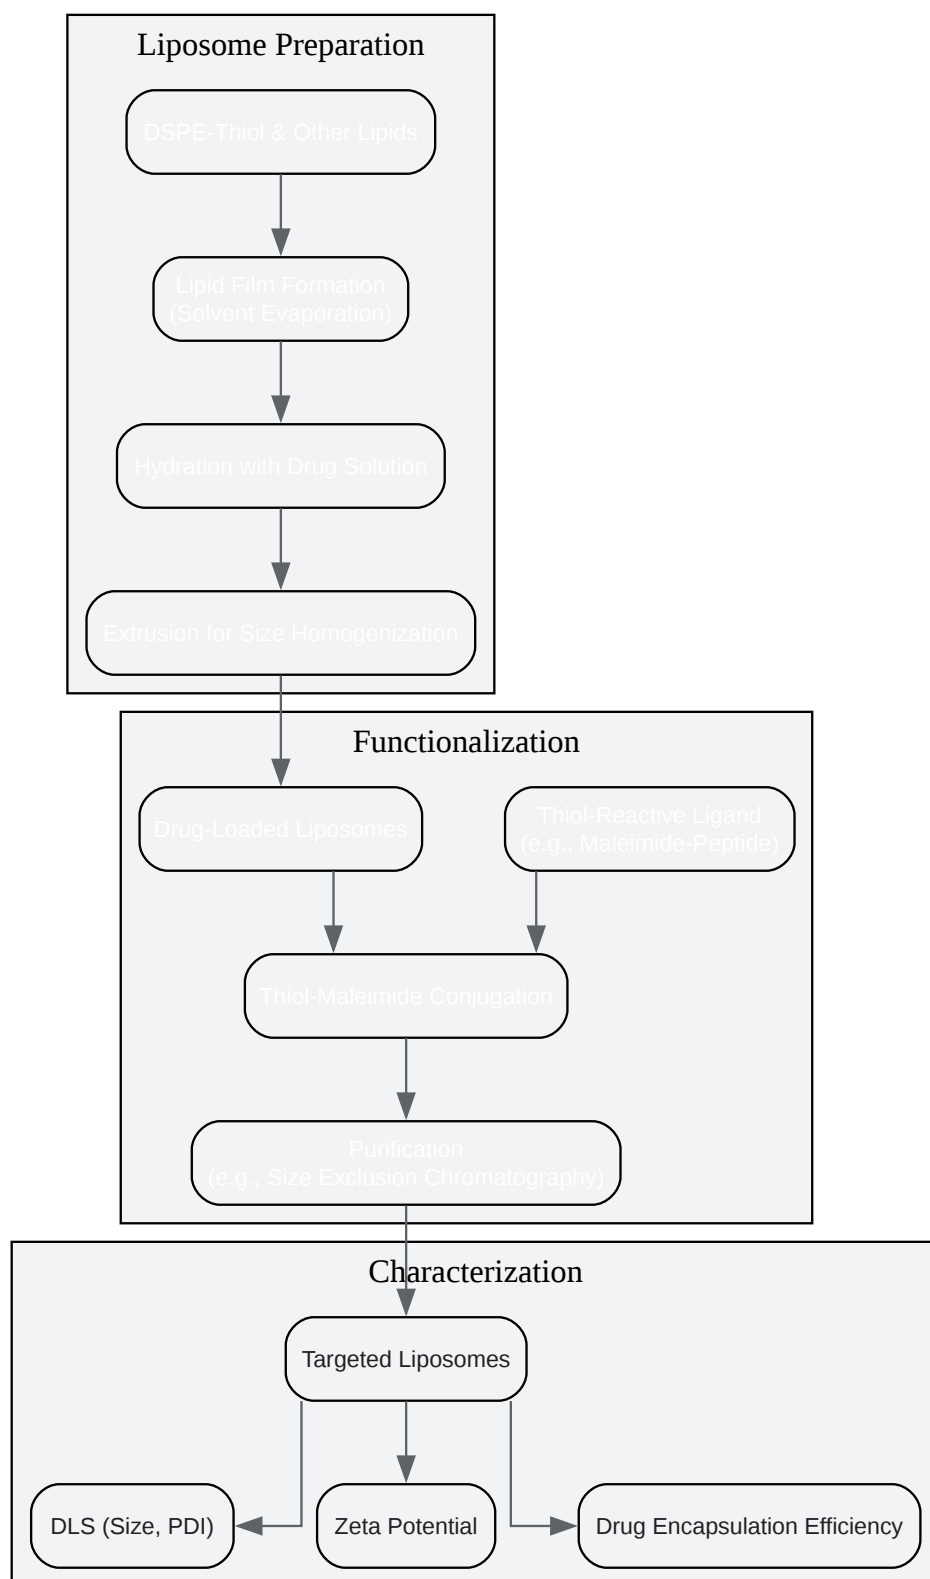 Liposome Preparation
DSPE-Thiol & Other Lipids
Lipid Film Formation
(Solvent Evaporation)
Hydration with Drug Solution
Extrusion for Size Homogenization
Functionalization
Drug-Loaded Liposomes
Thiol-Reactive Ligand
(e.g., Maleimide-Peptide)
Thiol-Maleimide Conjugation
Purification
(e.g., Size Exclusion Chromatography)
Characterization
Targeted Liposomes
DLS (Size, PDI)
Zeta Potential
Drug Encapsulation Efficiency